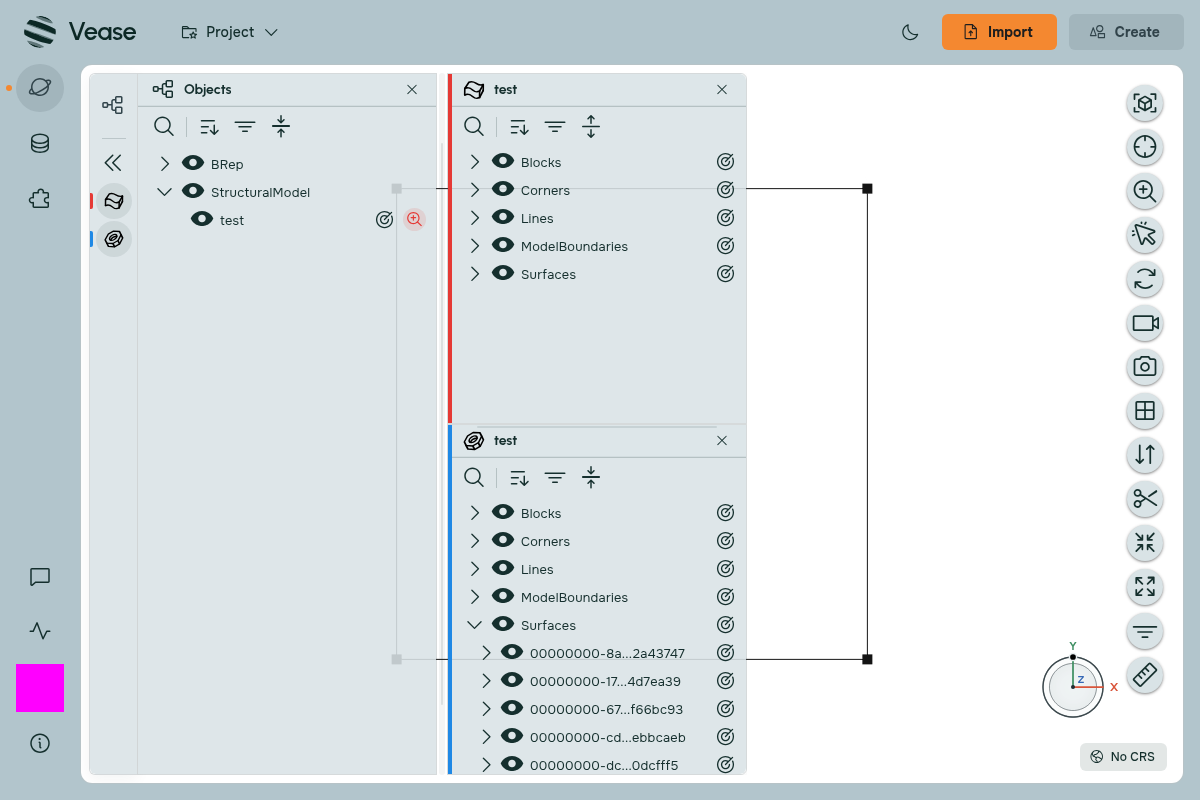 Vease
Project
Import
Create
Objects
BRep
StructuralModel
test
test
Blocks
Corners
Lines
ModelBoundaries
Surfaces
test
Blocks
Corners
Lines
ModelBoundaries
Surfaces
00000000-8a...2a43747
00000000-17...4d7ea39
00000000-67...f66bc93
00000000-cd...ebbcaeb
00000000-dc...0dcfff5
Y
Z
X
No CRS